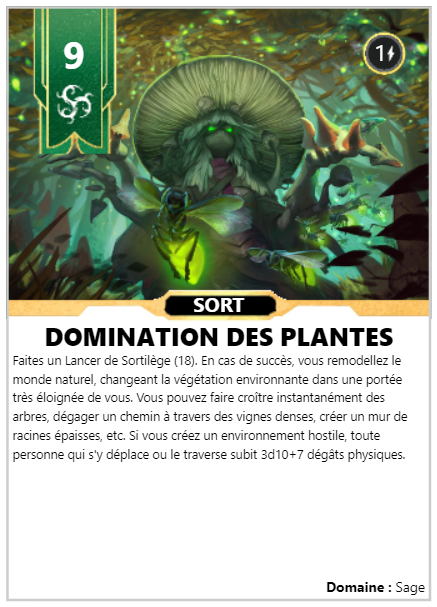 9
1
SORT
DOMINATION DES PLANTES
Faites un Lancer de Sortilège (18). En cas de succès, vous remodellez le
monde naturel, changeant la végétation environnante dans une portée
très éloignée de vous. Vous pouvez faire croître instantanément des
arbres, dégager un chemin à travers des vignes denses, créer un mur de
racines épaisses, etc. Si vous créez un environnement hostile, toute
personne qui s'y déplace ou le traverse subit 3d10+7 dégâts physiques.
Domaine : Sage